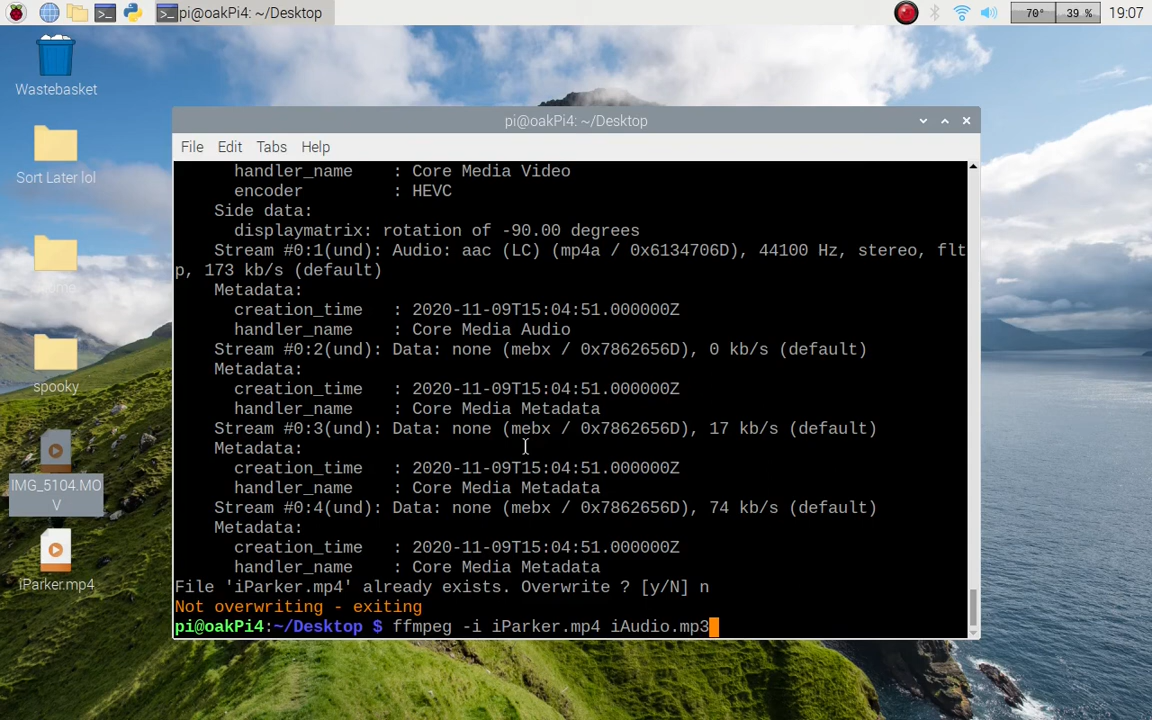 pi@oakPi4: ~/Desktop
70°
39 %
19:07
Wastebasket
Sort Later lol
spooky
IMG_5104.MO
V
iParker.mp4
pi@oakPi4: ~/Desktop
File Edit Tabs Help
handler_name : Core Media Video
encoder : HEVC
Side data:
displaymatrix: rotation of -90.00 degrees
Stream #0:1(und): Audio: aac (LC) (mp4a / 0x6134706D), 44100 Hz, stereo, flt
p, 173 kb/s (default)
Metadata:
creation_time : 2020-11-09T15:04:51.000000Z
handler_name : Core Media Audio
Stream #0:2(und): Data: none (mebx / 0x7862656D), 0 kb/s (default)
Metadata:
creation_time : 2020-11-09T15:04:51.000000Z
handler_name : Core Media Metadata
Stream #0:3(und): Data: none (mebx / 0x7862656D), 17 kb/s (default)
Metadata:
creation_time : 2020-11-09T15:04:51.000000Z
handler_name : Core Media Metadata
Stream #0:4(und): Data: none (mebx / 0x7862656D), 74 kb/s (default)
Metadata:
creation_time : 2020-11-09T15:04:51.000000Z
handler_name : Core Media Metadata
File 'iParker.mp4' already exists. Overwrite ? [y/N] n
Not overwriting - exiting
pi@oakPi4:~/Desktop $ ffmpeg -i iParker.mp4 iAudio.mp3